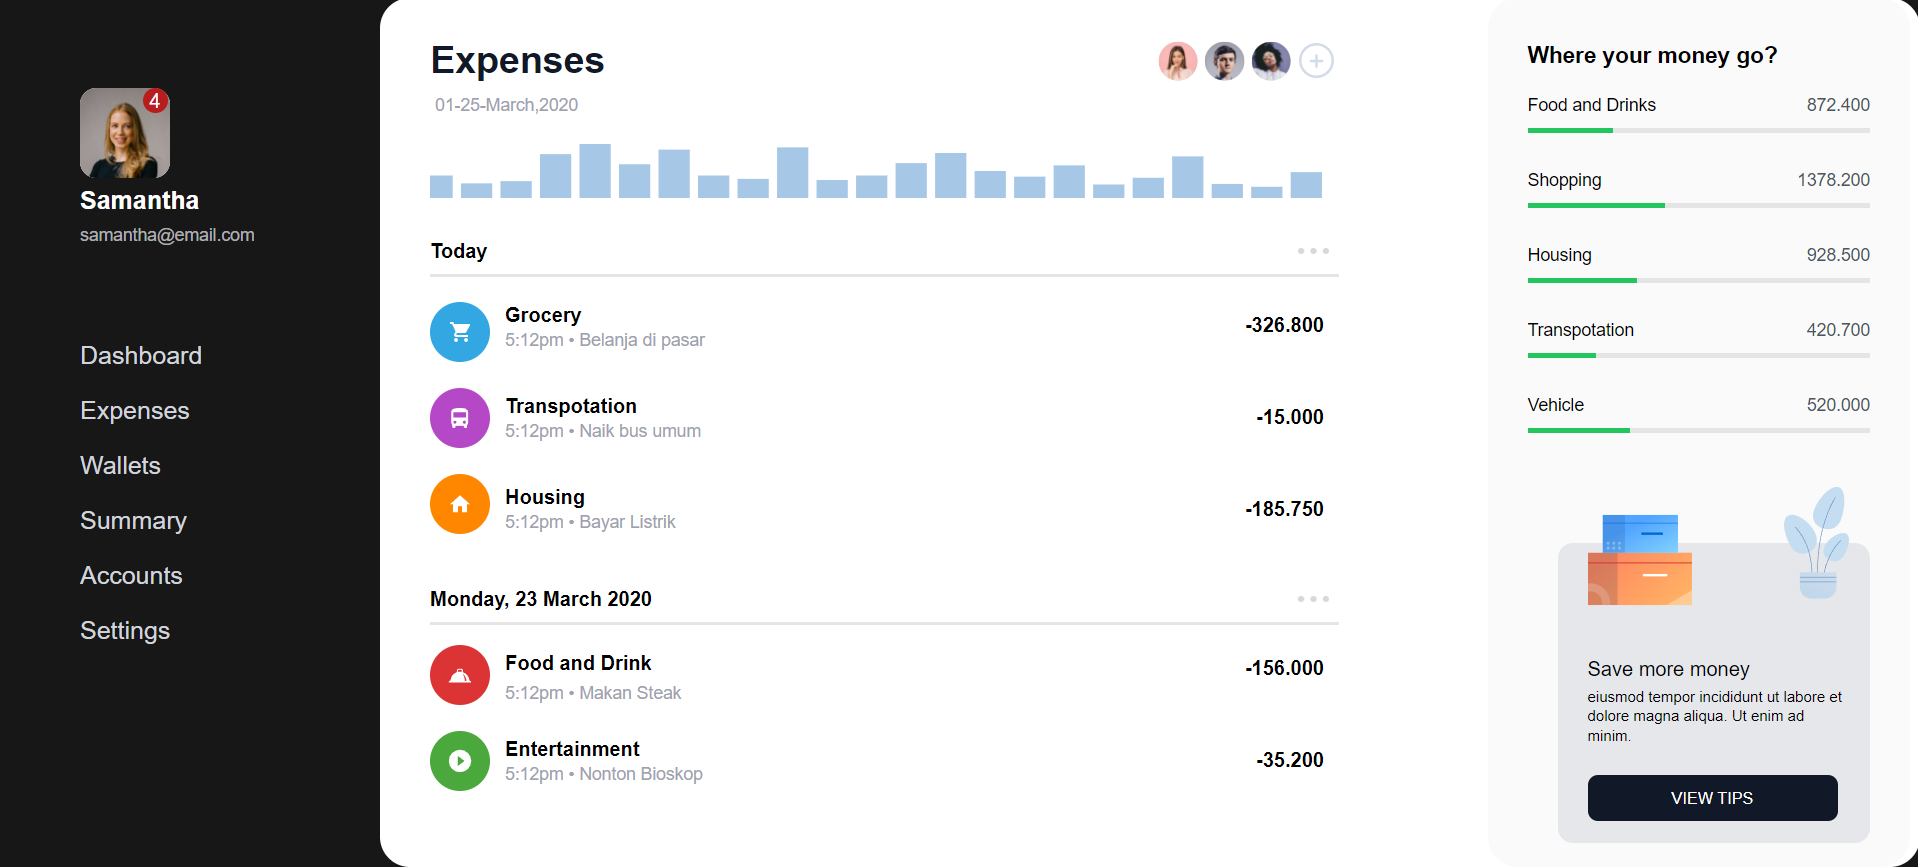 4
Samantha
samantha@email.com
Dashboard
Expenses
Wallets
Summary
Accounts
Settings
Expenses
01-25-March,2020
Today
Grocery
5:12pm • Belanja di pasar
-326.800
Transpotation
5:12pm • Naik bus umum
-15.000
Housing
5:12pm • Bayar Listrik
-185.750
Monday, 23 March 2020
Food and Drink
5:12pm • Makan Steak
-156.000
Entertainment
5:12pm • Nonton Bioskop
-35.200
Where your money go?
Food and Drinks 872.400
Shopping 1378.200
Housing 928.500
Transpotation 420.700
Vehicle 520.000
Save more money
eiusmod tempor incididunt ut labore et
dolore magna aliqua. Ut enim ad
minim.
VIEW TIPS